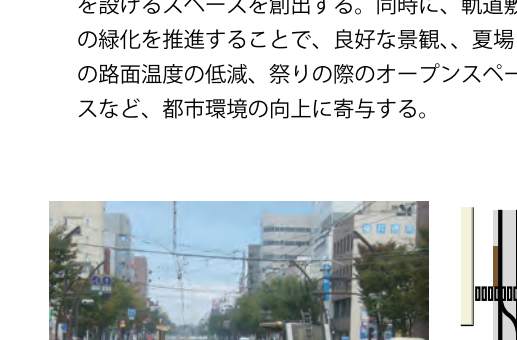 を設けるスペースを創出する。同時に、軌道敷
の緑化を推進することで、良好な景観、、夏場
の路面温度の低減、祭りの際のオープンスペー
スなど、都市環境の向上に寄与する。